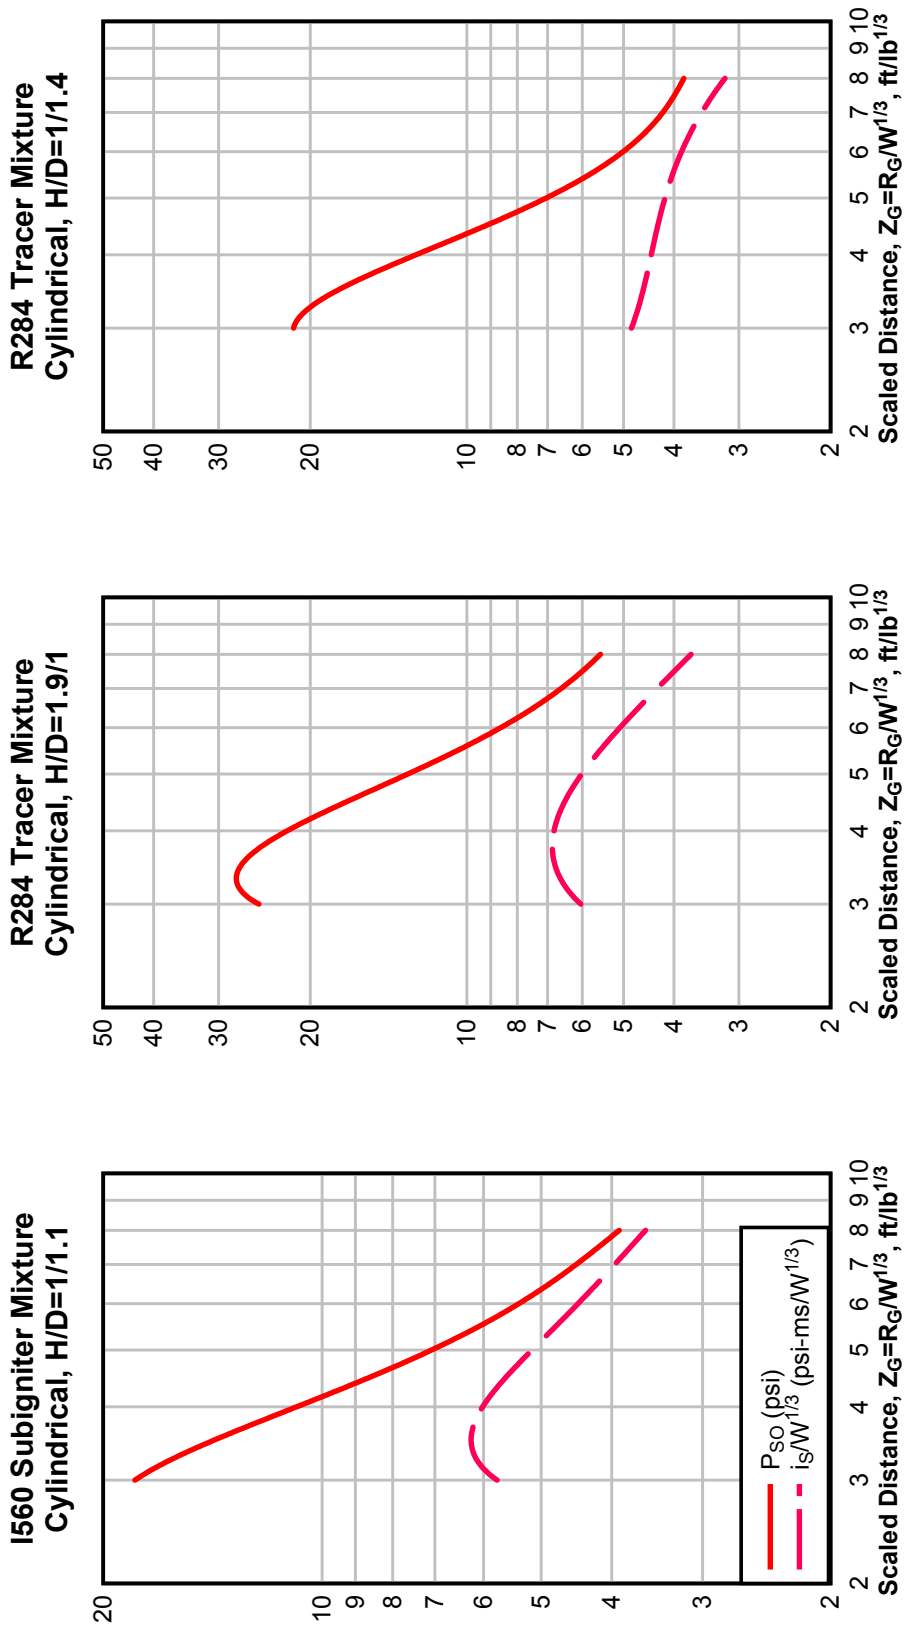 I560 Subigniter Mixture
Cylindrical, H/D=1/1.1
20
10
9
8
7
6
5
4
3
2
2 3 4 5 6 7 8 9 10
Scaled Distance, Z_G=R_G/W^1/3, ft/lb^1/3
P_SO (psi)
i_S/W^1/3 (psi-ms/W^1/3)
R284 Tracer Mixture
Cylindrical, H/D=1.9/1
50
40
30
20
10
8
7
6
5
4
3
2
2 3 4 5 6 7 8 9 10
Scaled Distance, Z_G=R_G/W^1/3, ft/lb^1/3
R284 Tracer Mixture
Cylindrical, H/D=1/1.4
50
40
30
20
10
8
7
6
5
4
3
2
2 3 4 5 6 7 8 9 10
Scaled Distance, Z_G=R_G/W^1/3, ft/lb^1/3